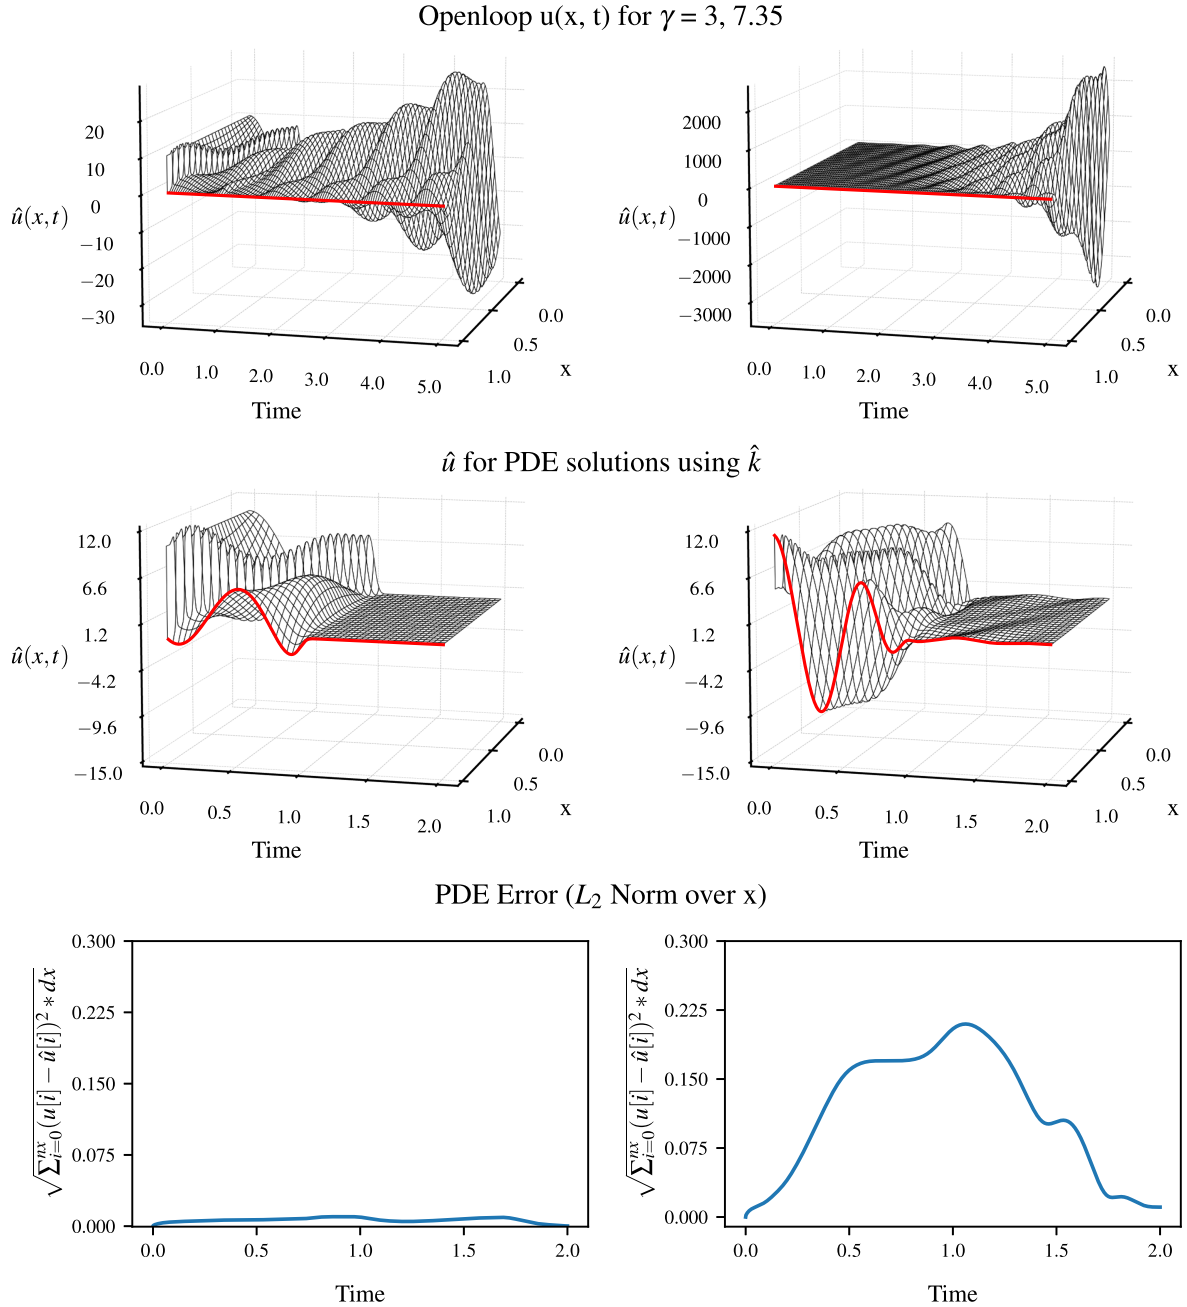 Openloop u(x, t) for γ = 3, 7.35
20
10
0
−10
−20
−30
û(x,t)
0.0 1.0 2.0 3.0 4.0 5.0
Time
0.0
0.5
1.0
x
2000
1000
0
−1000
−2000
−3000
û(x,t)
0.0 1.0 2.0 3.0 4.0 5.0
Time
0.0
0.5
1.0
x
û for PDE solutions using \hat{\hat{k}}
12.0
6.6
1.2
−4.2
−9.6
−15.0
û(x,t)
0.0 0.5 1.0 1.5 2.0
Time
0.0
0.5
1.0
x
12.0
6.6
1.2
−4.2
−9.6
−15.0
û(x,t)
0.0 0.5 1.0 1.5 2.0
Time
0.0
0.5
1.0
x
PDE Error (L₂ Norm over x)
0.300
0.225
0.150
0.075
0.000
√Σ_{i=0}^{nx}(u[i] − û[i])² ∗ dx
0.0 0.5 1.0 1.5 2.0
Time
0.300
0.225
0.150
0.075
0.000
√Σ_{i=0}^{nx}(u[i] − û[i])² ∗ dx
0.0 0.5 1.0 1.5 2.0
Time